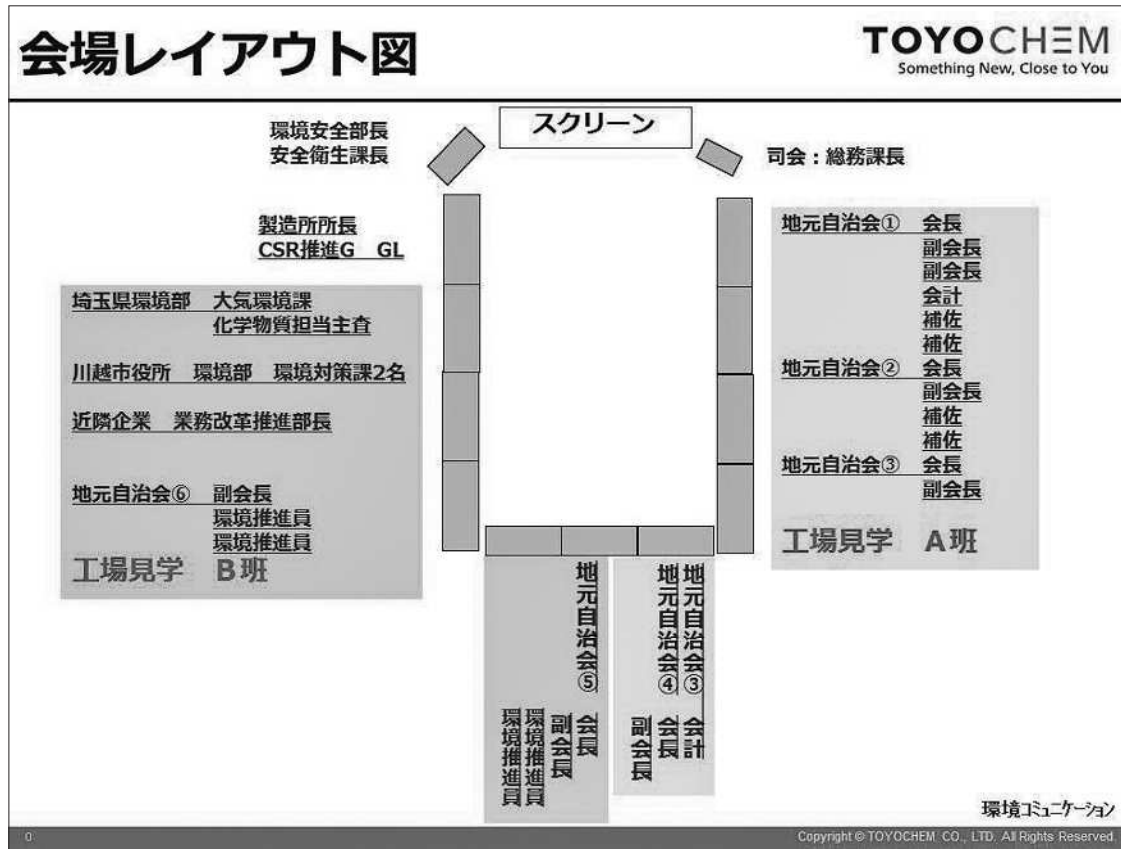 会場レイアウト図
TOYOCHEM
Something New, Close to You
スクリーン
環境安全部長
安全衛生課長
司会：総務課長
製造所所長
CSR推進G　GL
埼玉県環境部　大気環境課
化学物質担当主査
川越市役所　環境部　環境対策課2名
近隣企業　業務改革推進部長
地元自治会⑥　副会長
環境推進員
環境推進員
工場見学　B班
地元自治会①　会長
副会長
副会長
会計
補佐
補佐
地元自治会②　会長
副会長
補佐
補佐
地元自治会③　会長
副会長
工場見学　A班
地元自治会③　会計
地元自治会④　会長
副会長
地元自治会⑤　会長
副会長
環境推進員
環境推進員
環境コミュニケーション
0
Copyright © TOYOCHEM CO., LTD. All Rights Reserved.